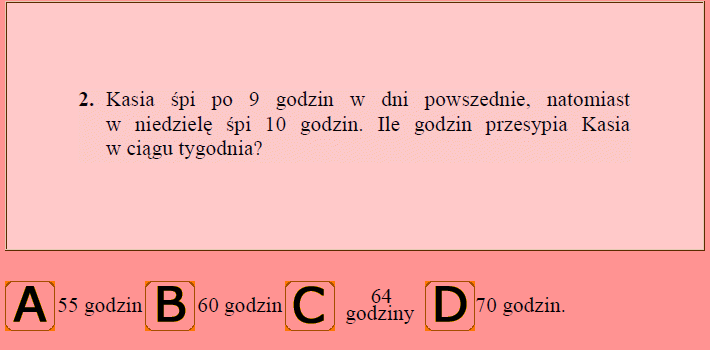 2. Kasia śpi po 9 godzin w dni powszednie, natomiast
w niedzielę śpi 10 godzin. Ile godzin przesypia Kasia
w ciągu tygodnia?
A 55 godzin B 60 godzin C 64 godziny D 70 godzin.